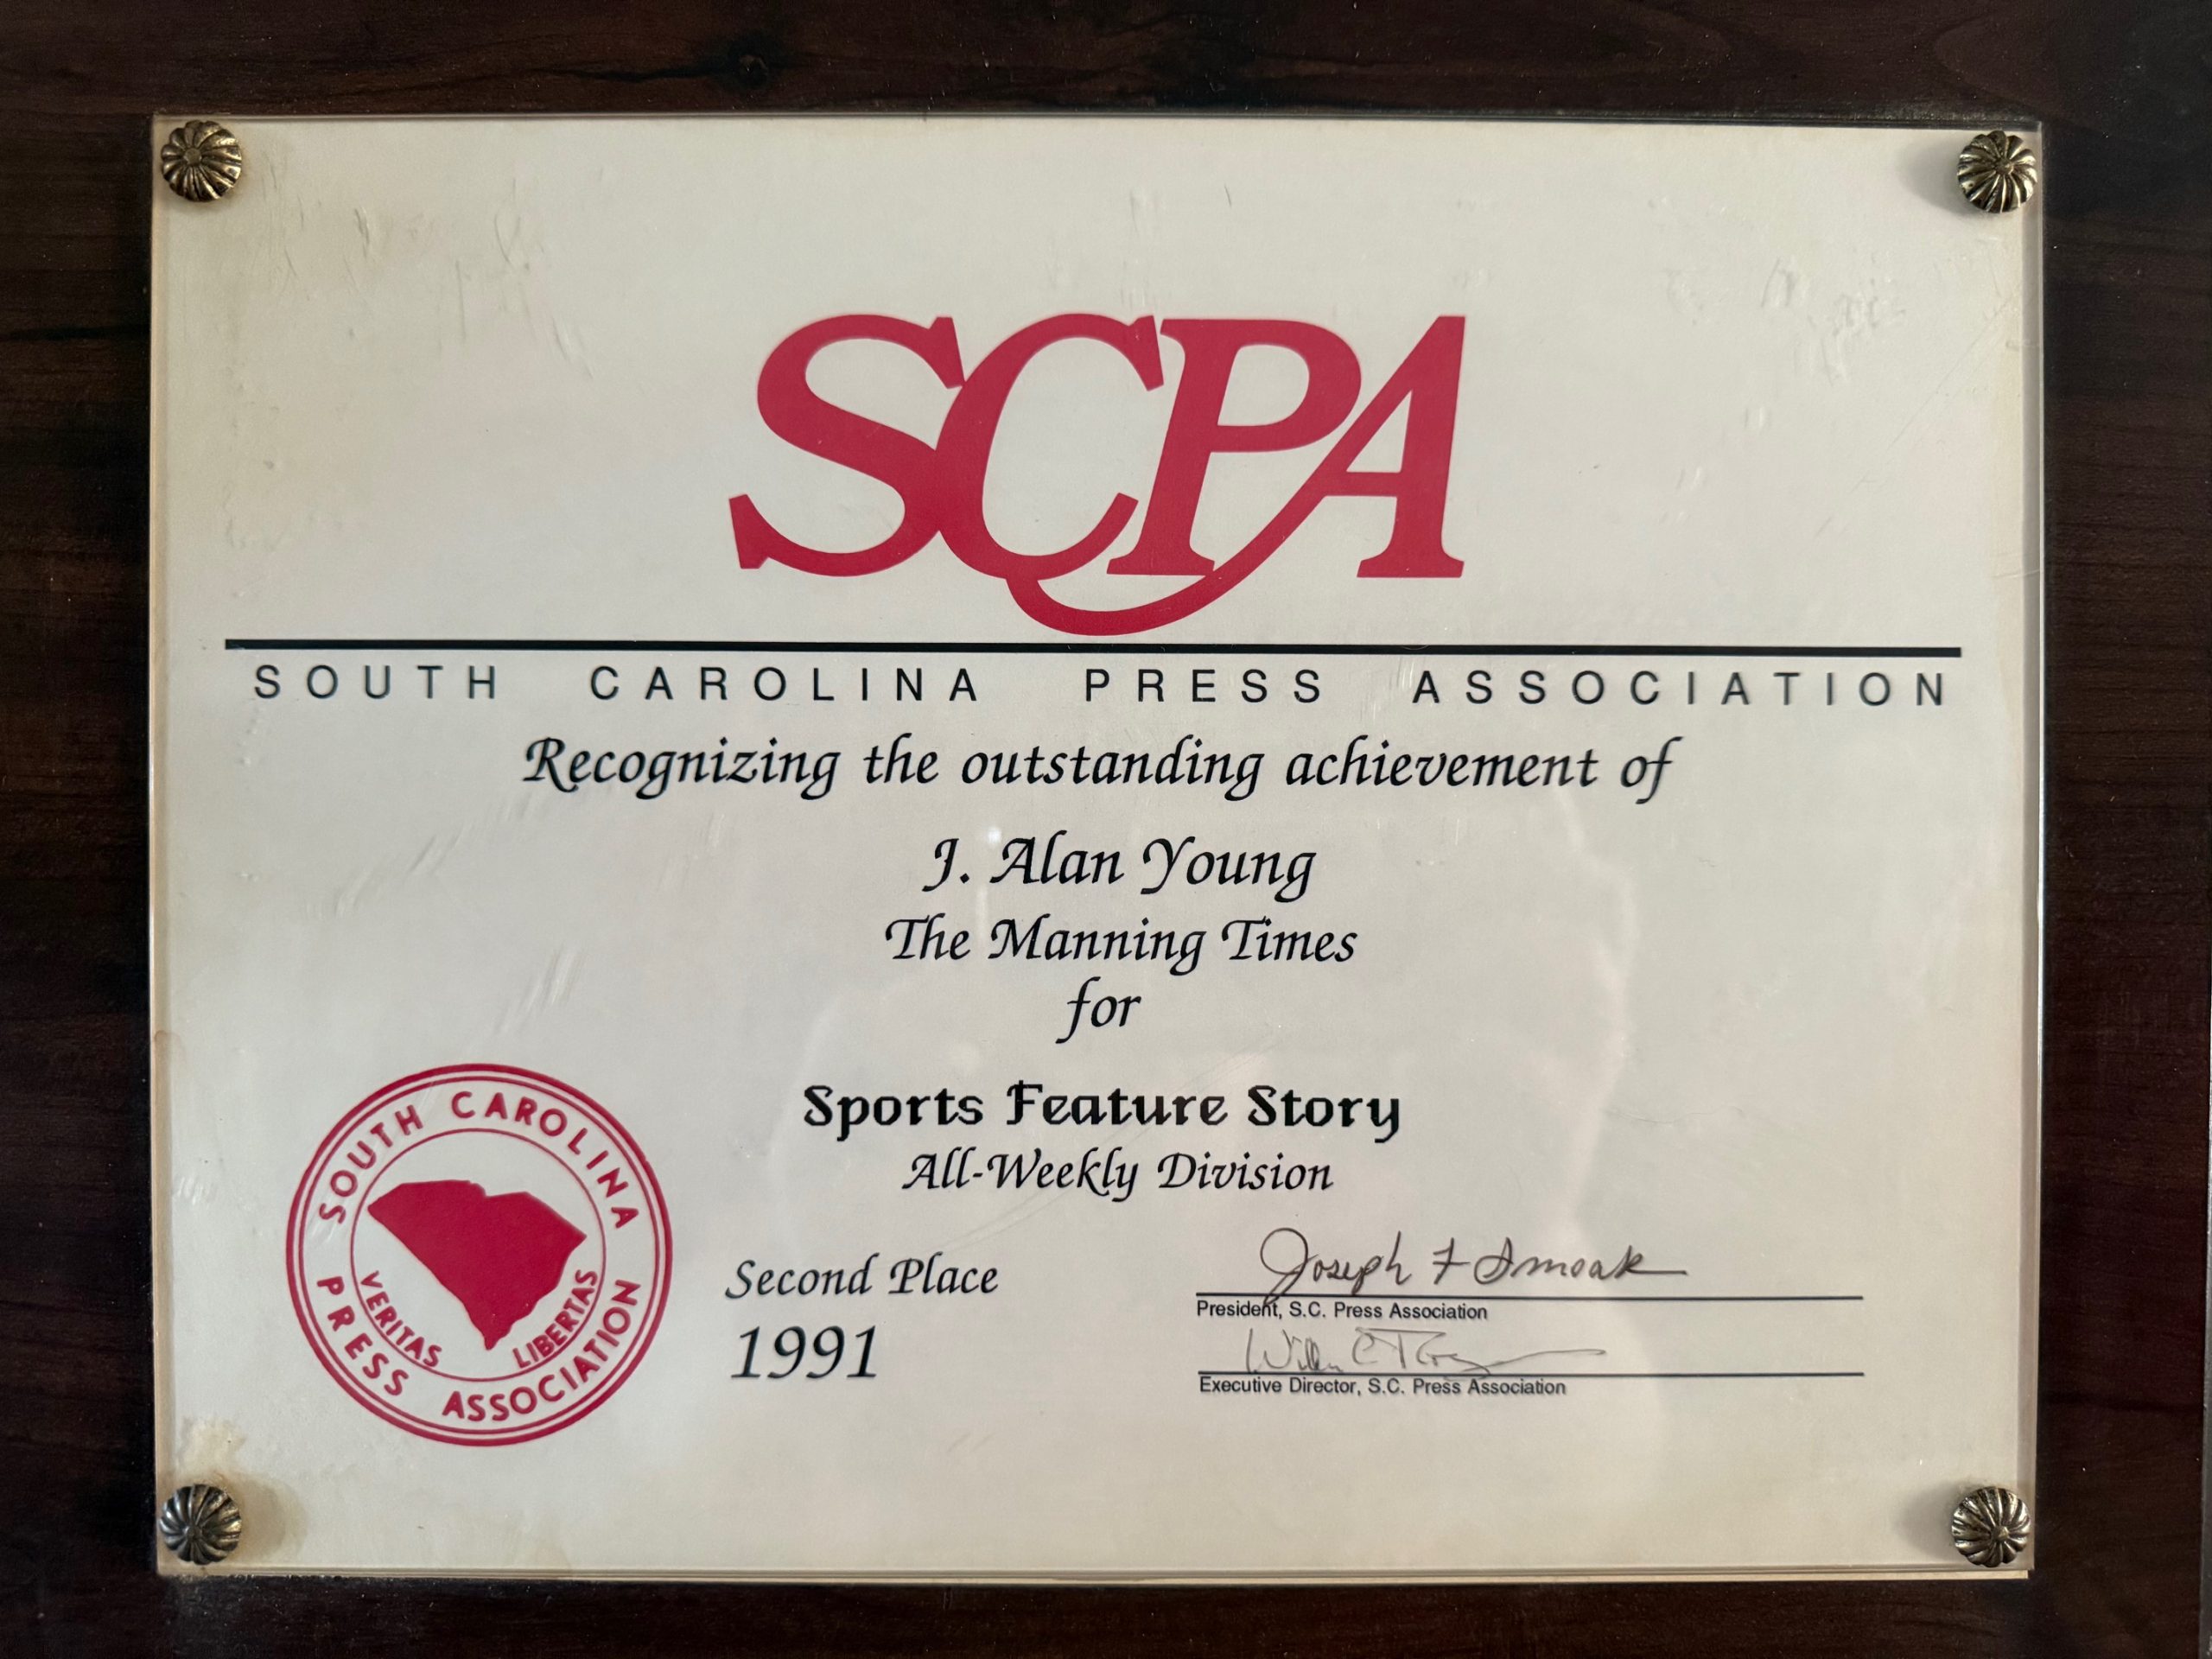 SCPA
SOUTH CAROLINA PRESS ASSOCIATION
Recognizing the outstanding achievement of
J. Alan Young
The Manning Times
for
Sports Feature Story
All-Weekly Division
Second Place
1991
Joseph F Smoak
President, S.C. Press Association
Executive Director, S.C. Press Association
SOUTH CAROLINA
PRESS ASSOCIATION
VERITAS
LIBERTAS